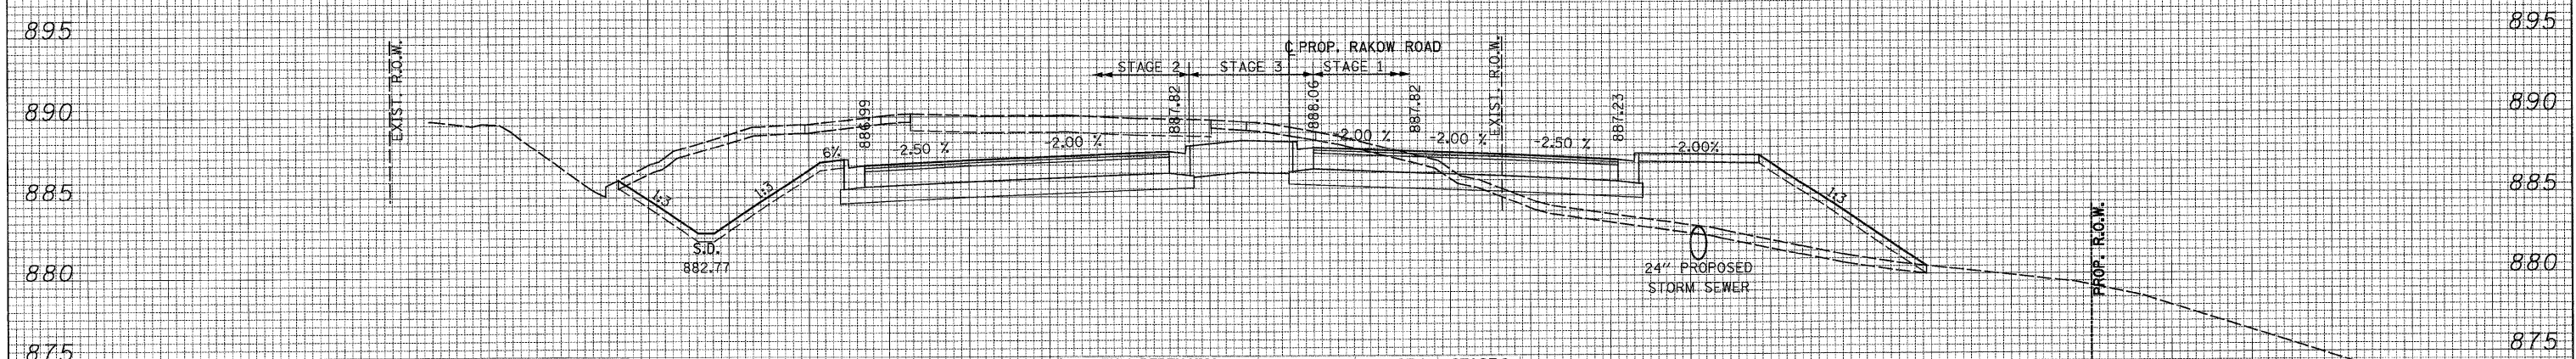 895
895
EXIST. R.O.W.
℄ PROP. RAKOW ROAD
EXIST. R.O.W.
STAGE 2
STAGE 3
STAGE 1
890
890
886.99
887.82
888.06
887.82
887.23
6%
-2.50 %
-2.00 %
-2.00 %
-2.00 %
-2.50 %
-2.00%
885
885
1:3
1:3
1:3
S.D.
882.77
880
880
24" PROPOSED
STORM SEWER
PROP. R.O.W.
875
875